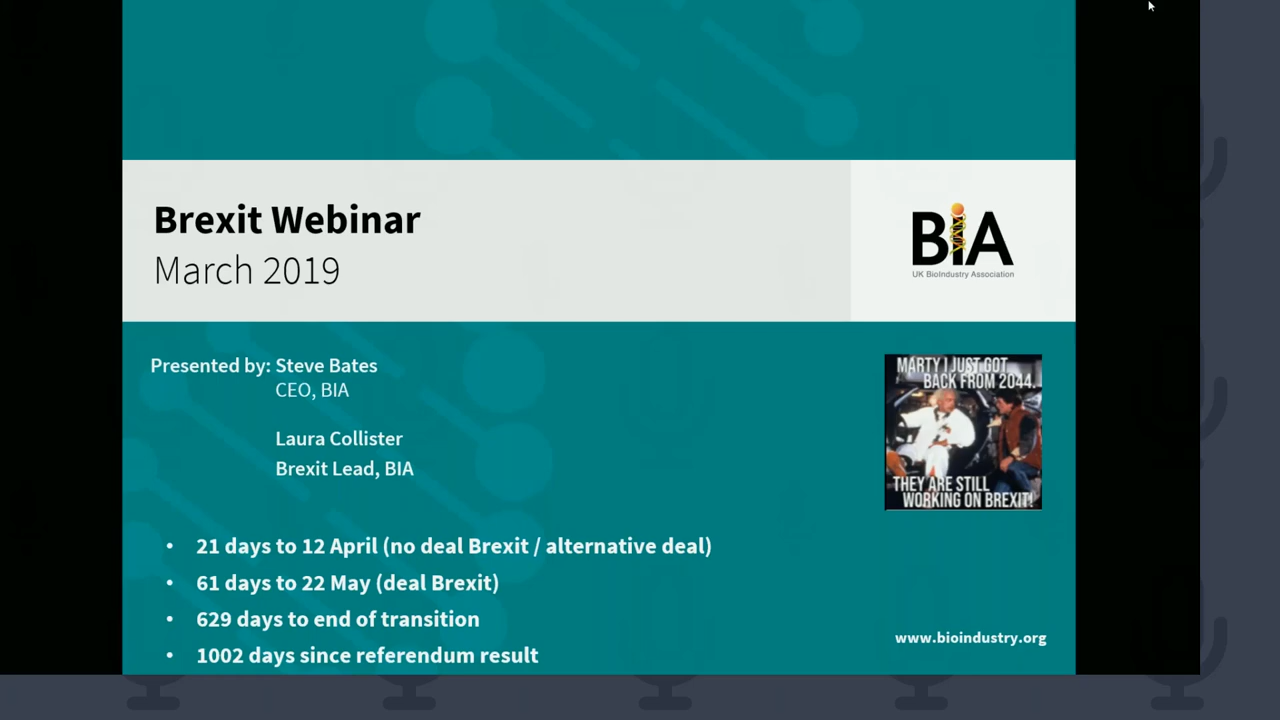 Brexit Webinar
March 2019
BiA
UK BioIndustry Association
Presented by: Steve Bates
CEO, BIA
Laura Collister
Brexit Lead, BIA
MARTY I JUST GOT
BACK FROM 2044.
THEY ARE STILL
WORKING ON BREXIT!
• 21 days to 12 April (no deal Brexit / alternative deal)
• 61 days to 22 May (deal Brexit)
• 629 days to end of transition
• 1002 days since referendum result
www.bioindustry.org